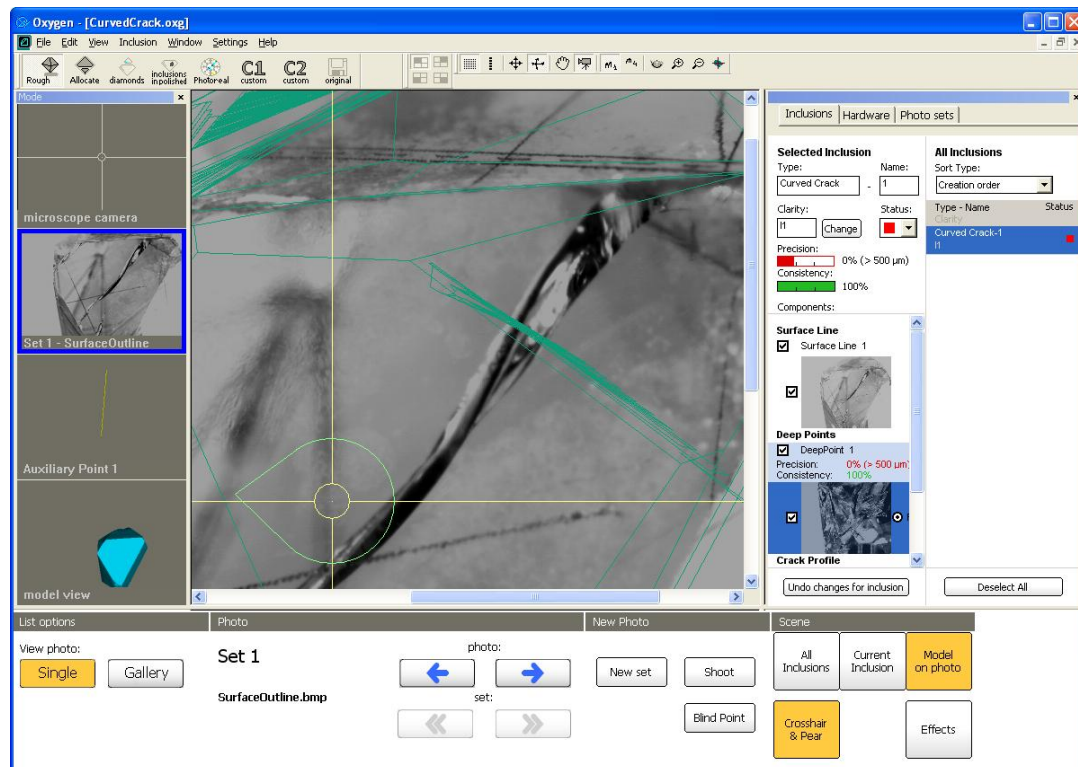 Oxygen - [CurvedCrack.oxg]
File Edit View Inclusion Window Settings Help
Rough
Allocate
diamonds
inclusions in polished
Photoreal
C1 custom
C2 custom
original
Mode
microscope camera
Set 1 - SurfaceOutline
Auxiliary Point 1
model view
Inclusions Hardware Photo sets
Selected Inclusion
Type: Name:
Curved Crack - 1
Clarity: Status:
I1 Change
Precision:
0% (> 500 µm)
Consistency:
100%
Components:
Surface Line
Surface Line 1
Deep Points
DeepPoint 1
Precision: 0% (> 500 µm)
Consistency: 100%
Crack Profile
Undo changes for inclusion
All Inclusions
Sort Type:
Creation order
Type - Name Status
Clarity
Curved Crack-1
I1
Deselect All
List options
View photo:
Single Gallery
Photo
Set 1
SurfaceOutline.bmp
photo:
set:
New Photo
New set Shoot
Blind Point
Scene
All Inclusions
Current Inclusion
Model on photo
Crosshair & Pear
Effects